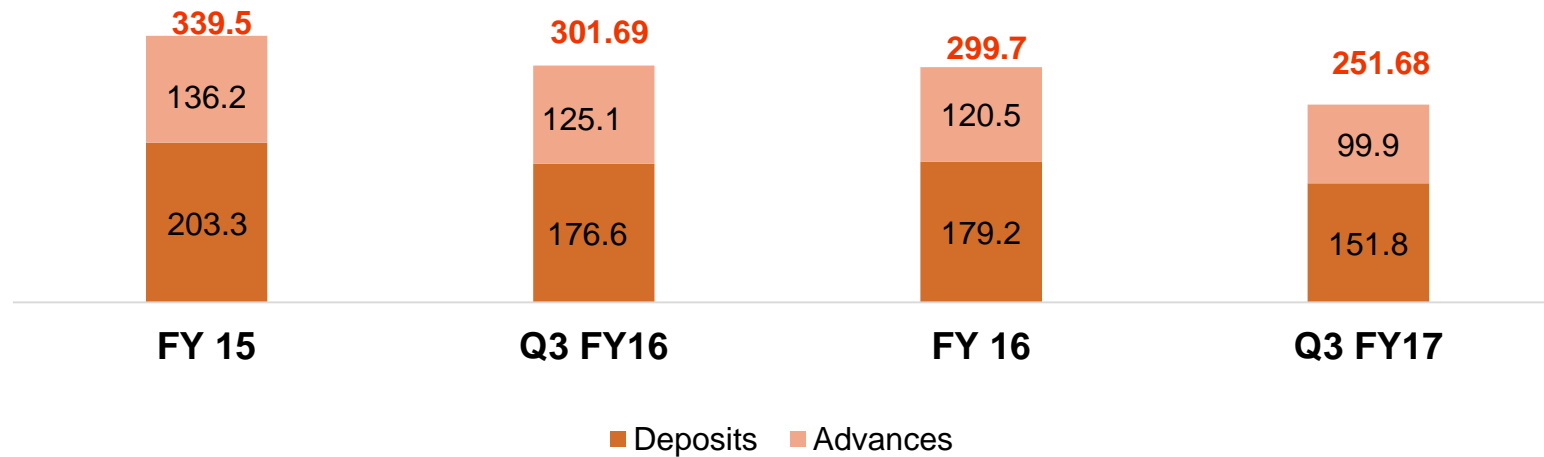 339.5 301.69 299.7 251.68
136.2 125.1 120.5 99.9
203.3 176.6 179.2 151.8
FY 15 Q3 FY16 FY 16 Q3 FY17
Deposits Advances